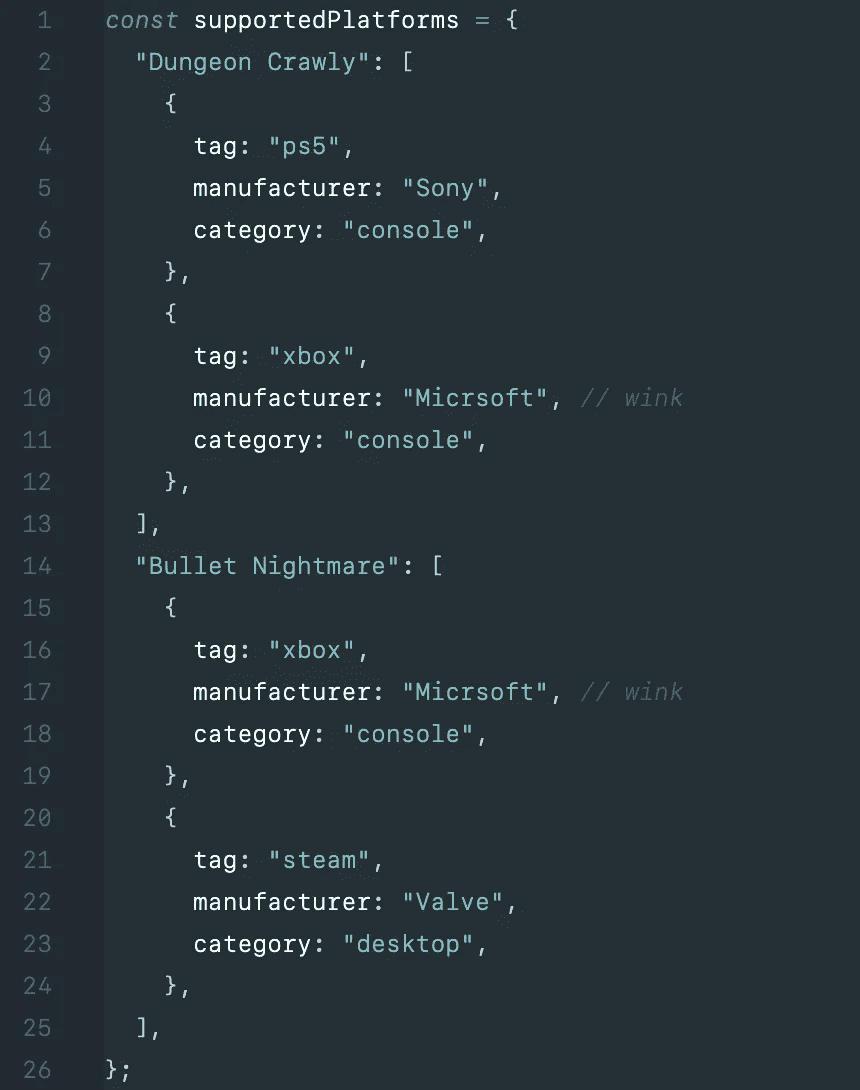 1 const supportedPlatforms = {
2   "Dungeon Crawly": [
3     {
4       tag: "ps5",
5       manufacturer: "Sony",
6       category: "console",
7     },
8     {
9       tag: "xbox",
10       manufacturer: "Micrsoft", // wink
11       category: "console",
12     },
13   ],
14   "Bullet Nightmare": [
15     {
16       tag: "xbox",
17       manufacturer: "Micrsoft", // wink
18       category: "console",
19     },
20     {
21       tag: "steam",
22       manufacturer: "Valve",
23       category: "desktop",
24     },
25   ],
26 };